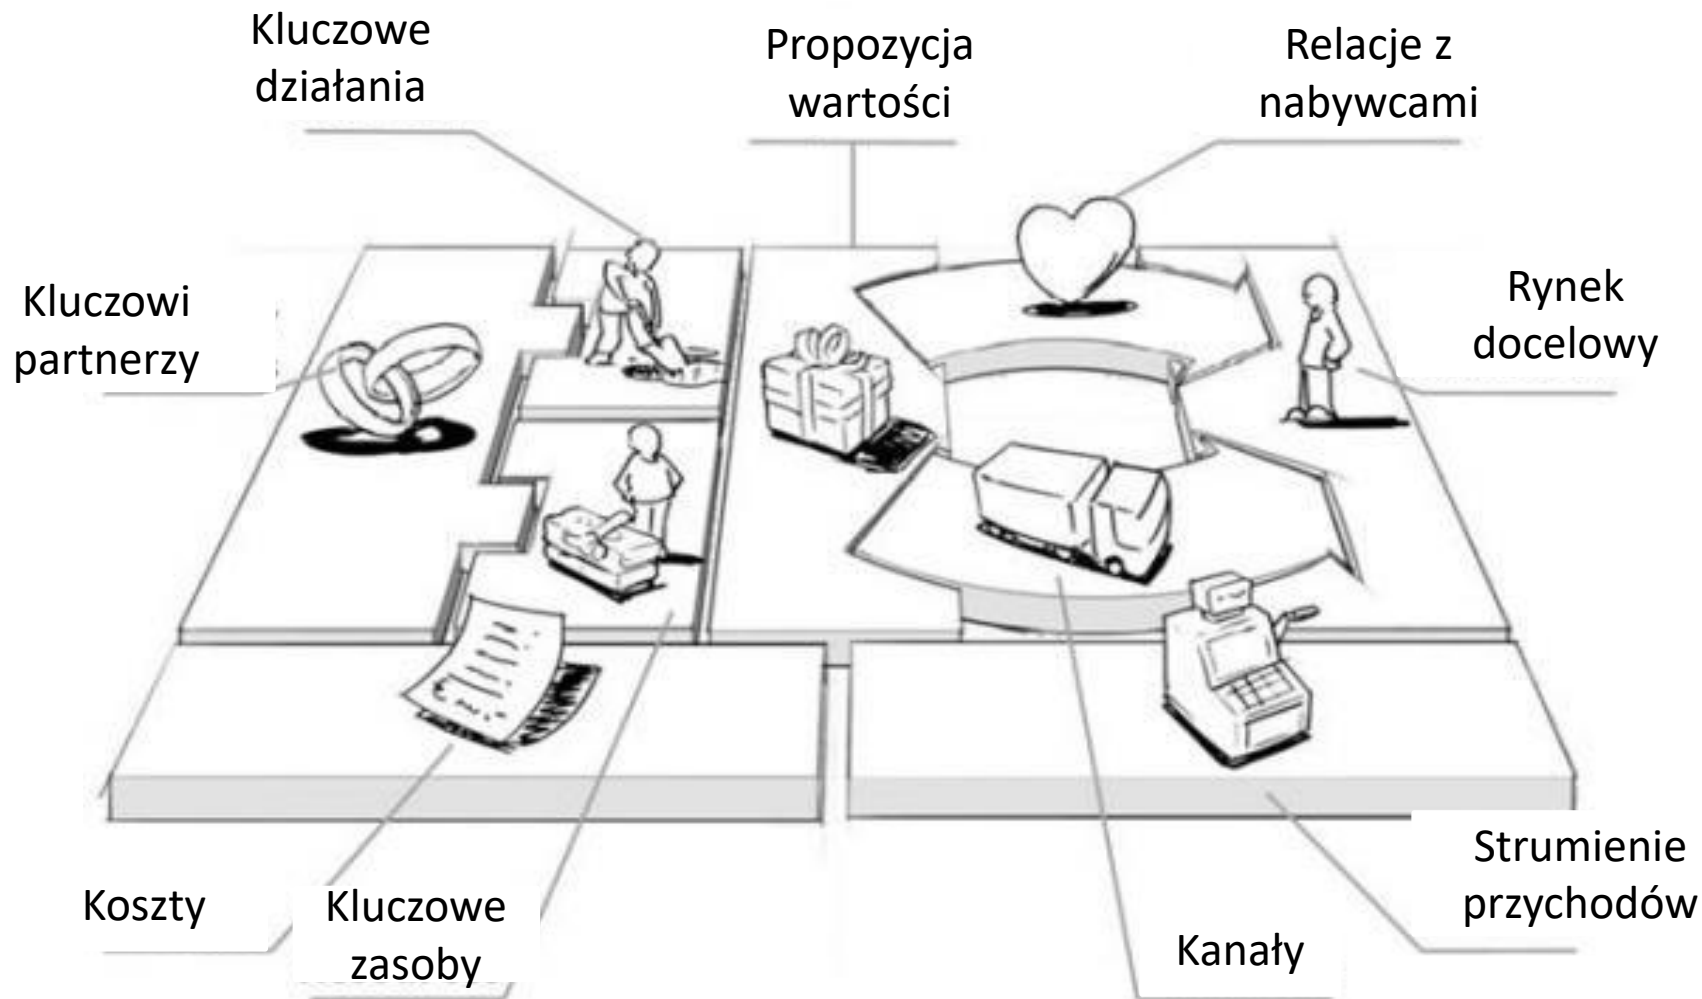 Kluczowe
działania
Propozycja
wartości
Relacje z
nabywcami
Kluczowi
partnerzy
Rynek
docelowy
Koszty
Kluczowe
zasoby
Kanały
Strumienie
przychodów